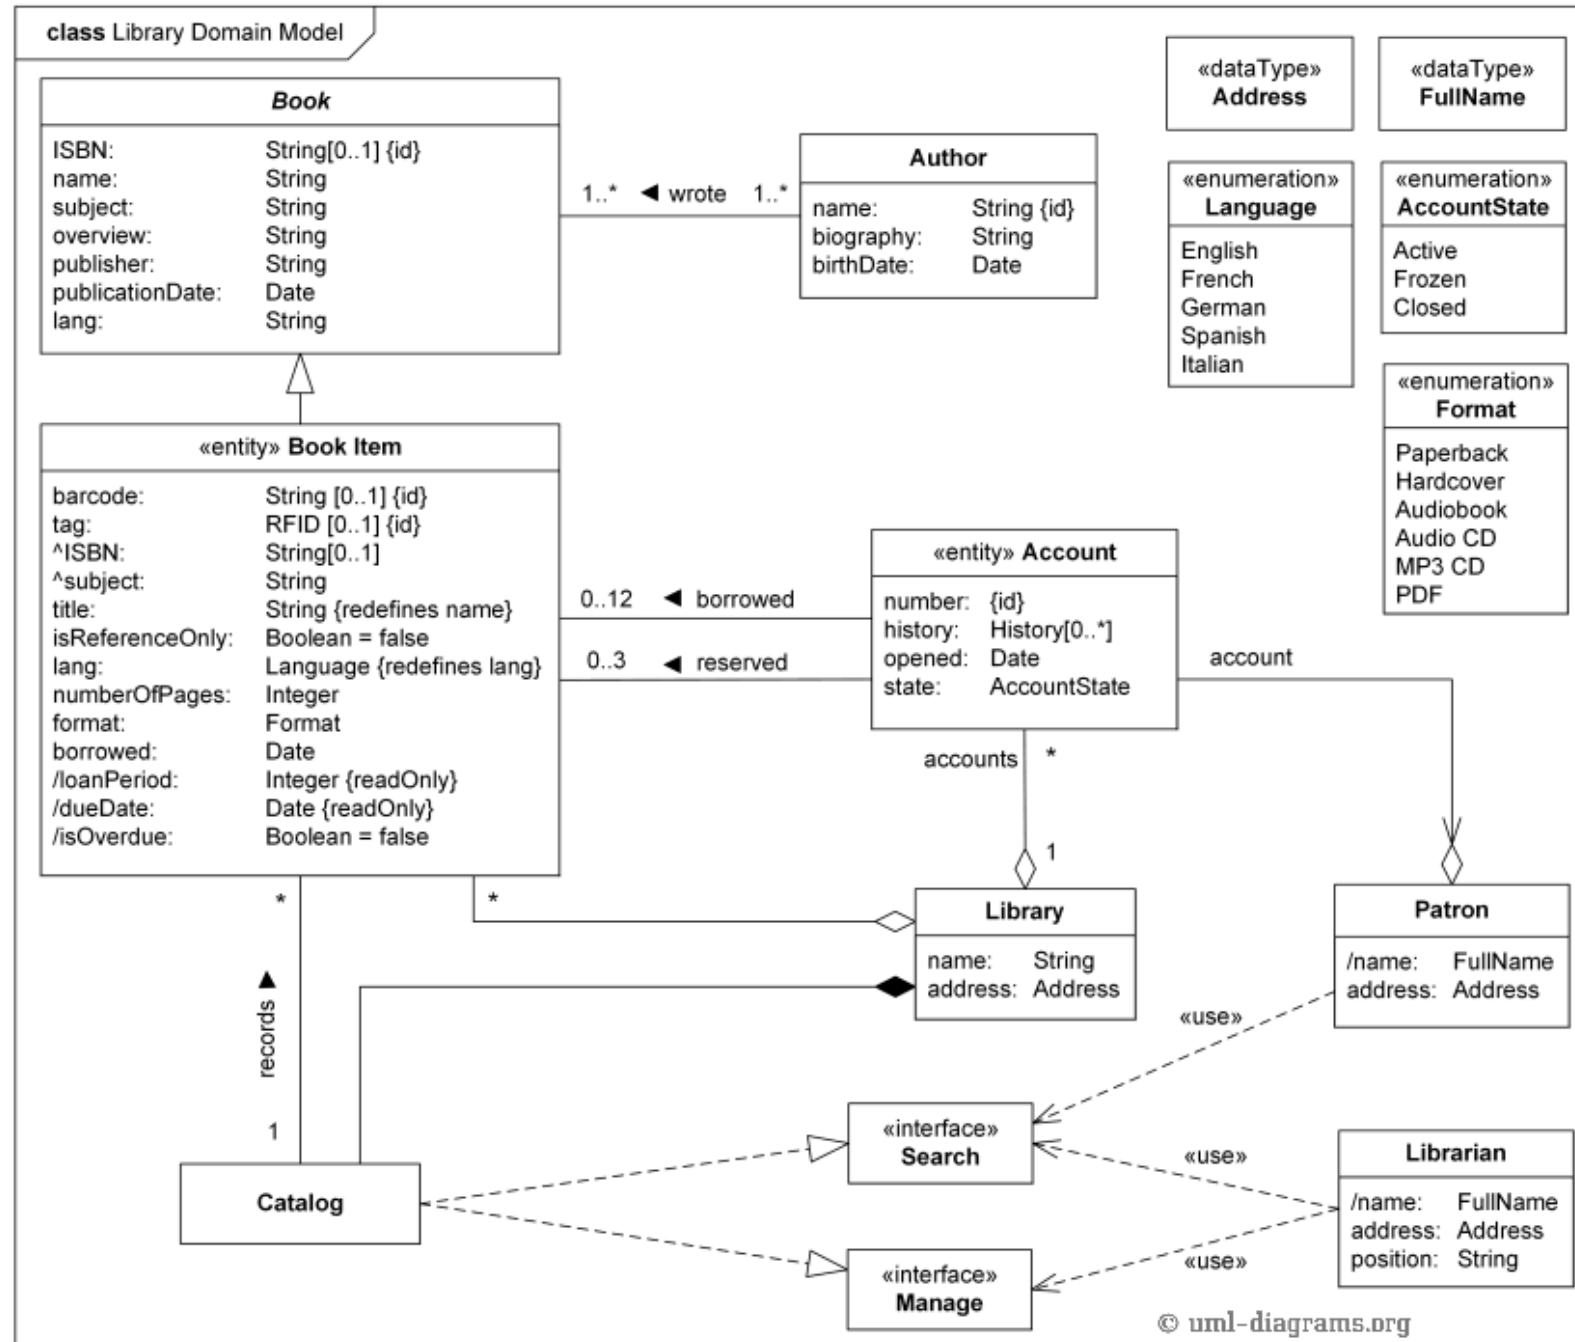 class Library Domain Model
Book
ISBN: String[0..1] {id}
name: String
subject: String
overview: String
publisher: String
publicationDate: Date
lang: String
1..* ◀ wrote 1..*
Author
name: String {id}
biography: String
birthDate: Date
«dataType»
Address
«dataType»
FullName
«enumeration»
Language
English
French
German
Spanish
Italian
«enumeration»
AccountState
Active
Frozen
Closed
«enumeration»
Format
Paperback
Hardcover
Audiobook
Audio CD
MP3 CD
PDF
«entity» Book Item
barcode: String [0..1] {id}
tag: RFID [0..1] {id}
^ISBN: String[0..1]
^subject: String
title: String {redefines name}
isReferenceOnly: Boolean = false
lang: Language {redefines lang}
numberOfPages: Integer
format: Format
borrowed: Date
/loanPeriod: Integer {readOnly}
/dueDate: Date {readOnly}
/isOverdue: Boolean = false
0..12 ◀ borrowed
0..3 ◀ reserved
«entity» Account
number: {id}
history: History[0..*]
opened: Date
state: AccountState
account
accounts *
1
* *
Library
name: String
address: Address
Patron
/name: FullName
address: Address
records ▶
1
Catalog
«use»
«interface»
Search
«use»
«use»
«interface»
Manage
Librarian
/name: FullName
address: Address
position: String
© uml-diagrams.org